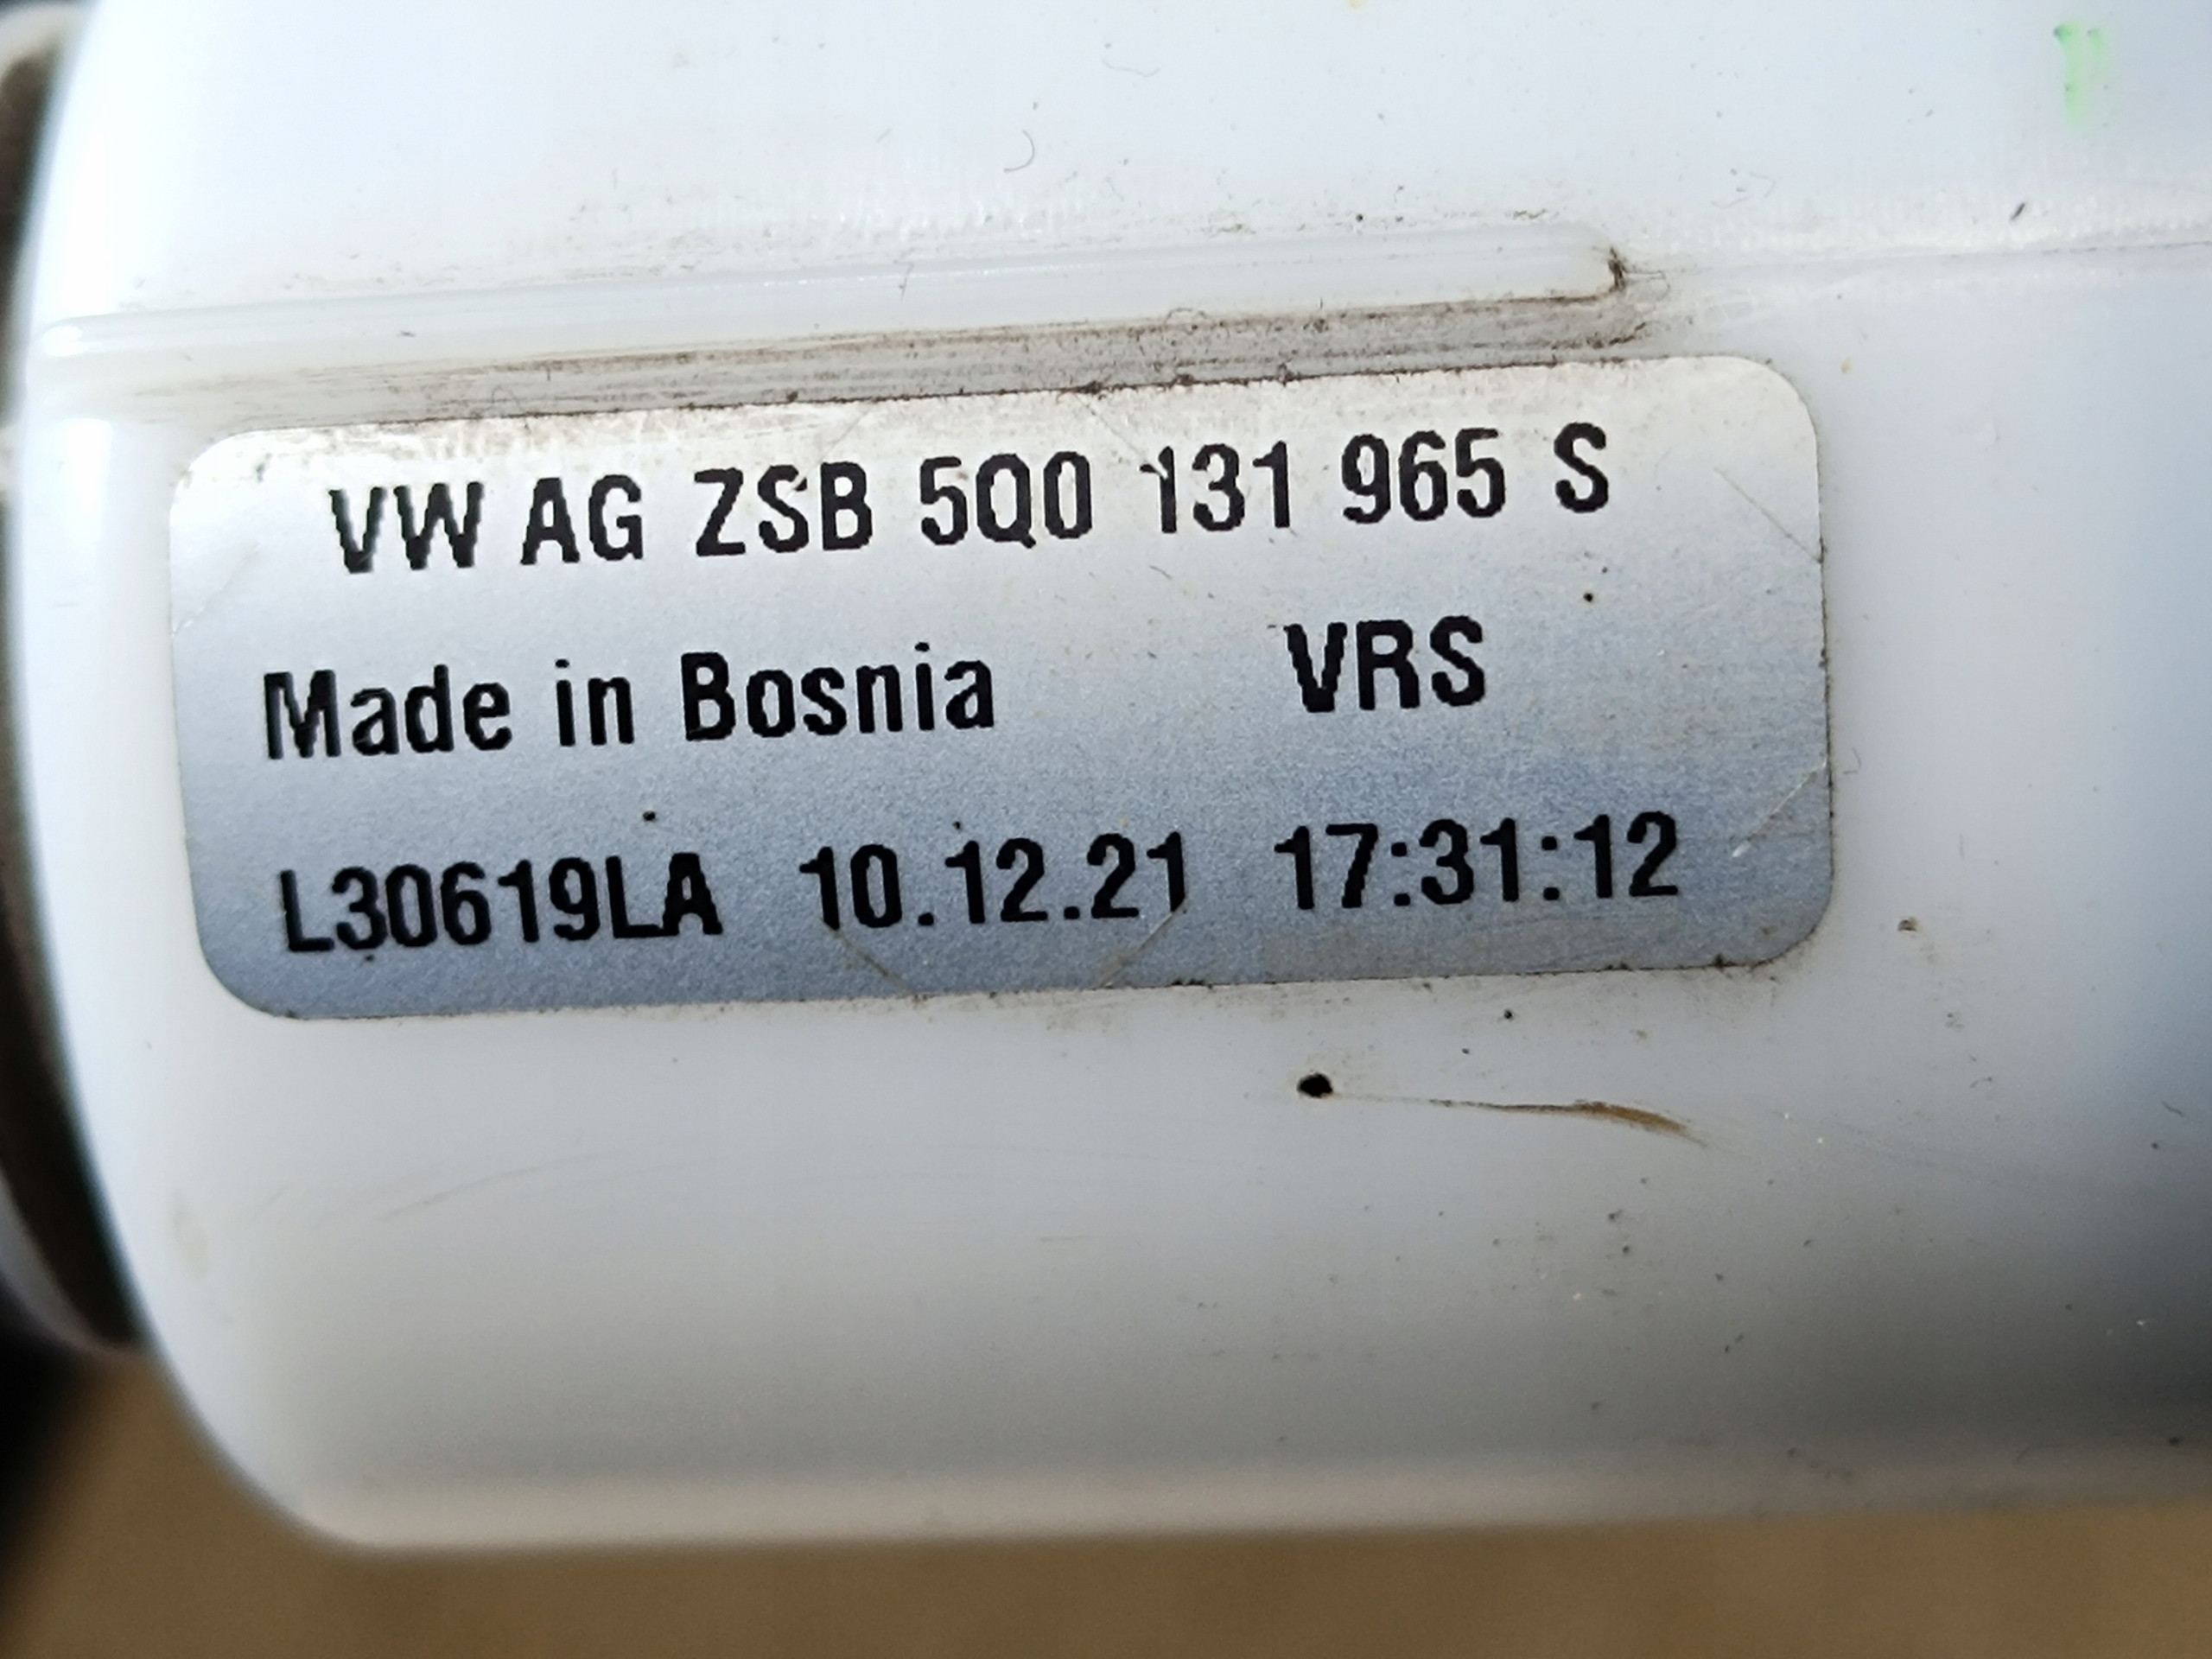 VW AG ZSB 5Q0 131 965 S
Made in Bosnia VRS
L30619LA 10.12.21 17:31:12